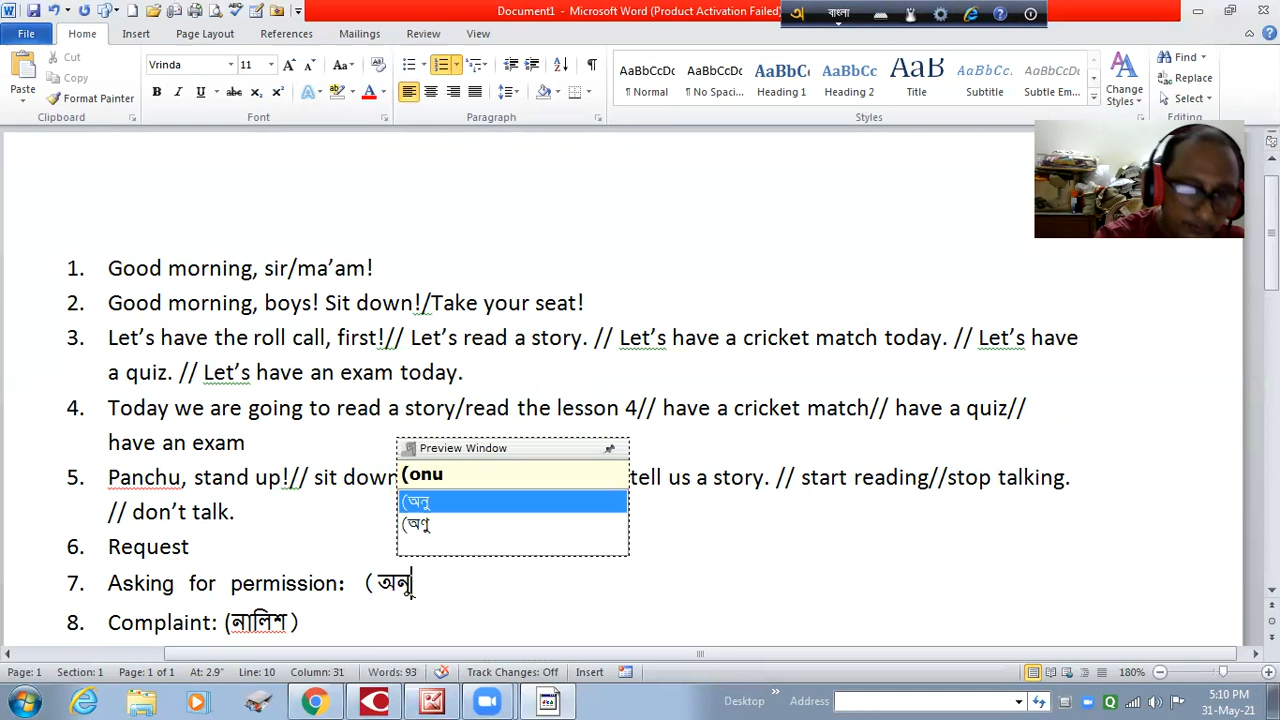 Document1 - Microsoft Word (Product Activation Failed)
বাংলা
File Home Insert Page Layout References Mailings Review View
Paste
Cut
Copy
Format Painter
Clipboard
Vrinda 11
Font
Paragraph
AaBbCcDc AaBbCcDc AaBbCc AaBbCc AaB AaBbCcL AaBbCcDc
¶ Normal ¶ No Spaci... Heading 1 Heading 2 Title Subtitle Subtle Em...
Styles
Change Styles
Find
Replace
Select
Editing
1. Good morning, sir/ma’am!
2. Good morning, boys! Sit down!/Take your seat!
3. Let’s have the roll call, first!// Let’s read a story. // Let’s have a cricket match today. // Let’s have
a quiz. // Let’s have an exam today.
4. Today we are going to read a story/read the lesson 4// have a cricket match// have a quiz//
have an exam
Preview Window
(onu
(অনু
(অণু
5. Panchu, stand up!// sit down tell us a story. // start reading//stop talking.
// don’t talk.
6. Request
7. Asking for permission: (অনু
8. Complaint: (নালিশ)
Page: 1 Section: 1 Page: 1 of 1 At: 2.9" Line: 10 Column: 31 Words: 93 Track Changes: Off Insert 180%
Desktop Address 5:10 PM
31-May-21